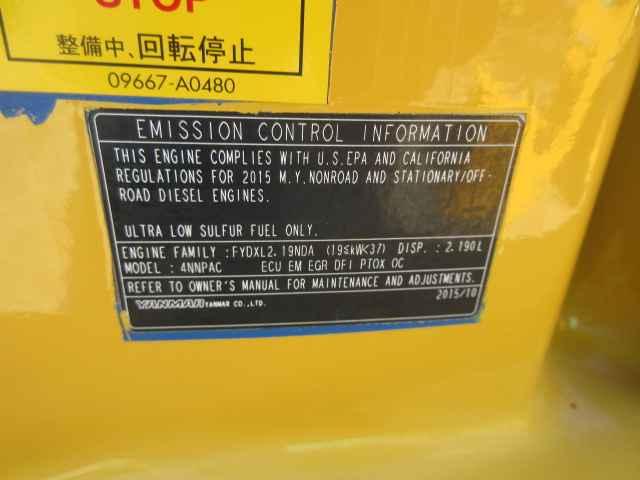 STOP
整備中、回転停止
09667-A0480
EMISSION CONTROL INFORMATION
THIS ENGINE COMPLIES WITH U.S.EPA AND CALIFORNIA
REGULATIONS FOR 2015 M.Y.NONROAD AND STATIONARY/OFF-
ROAD DIESEL ENGINES.
ULTRA LOW SULFUR FUEL ONLY.
ENGINE FAMILY :FYDXL2.19NDA (19≤kW<37) DISP. : 2.190L
MODEL : 4NNPAC ECU EM EGR DFI PTOX OC
REFER TO OWNER'S MANUAL FOR MAINTENANCE AND ADJUSTMENTS.
2015/10
YANMAR YANMAR CO.,LTD.